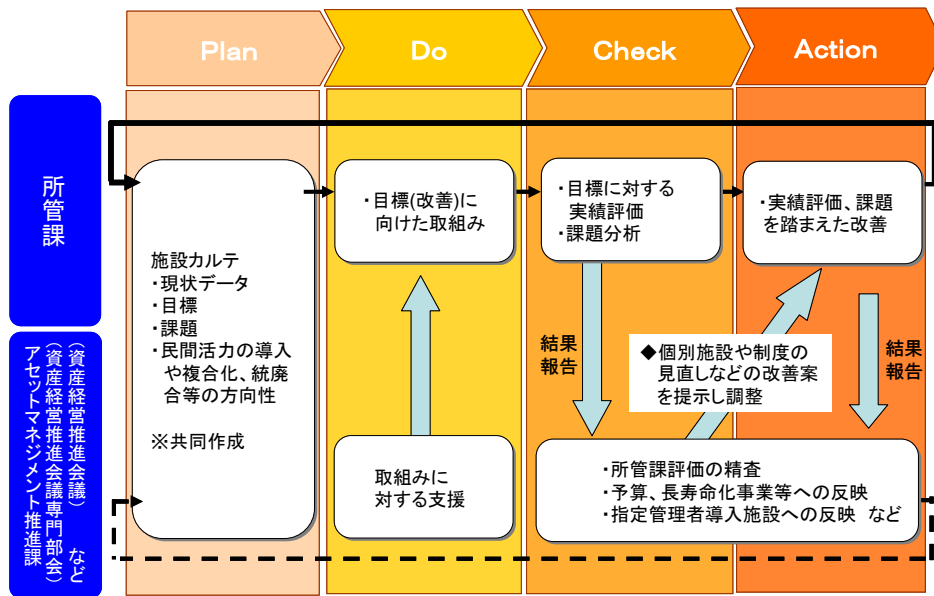 Plan
Do
Check
Action
所管課
施設カルテ
・現状データ
・目標
・課題
・民間活力の導入
や複合化、統廃
合等の方向性
※共同作成
・目標(改善)に
向けた取組み
・目標に対する
実績評価
・課題分析
・実績評価、課題
を踏まえた改善
結果
報告
◆個別施設や制度の
見直しなどの改善案
を提示し調整
結果
報告
(資産経営推進会議) など
(資産経営推進会議専門部会)
アセットマネジメント推進課
取組みに
対する支援
・所管課評価の精査
・予算、長寿命化事業等への反映
・指定管理者導入施設への反映 など